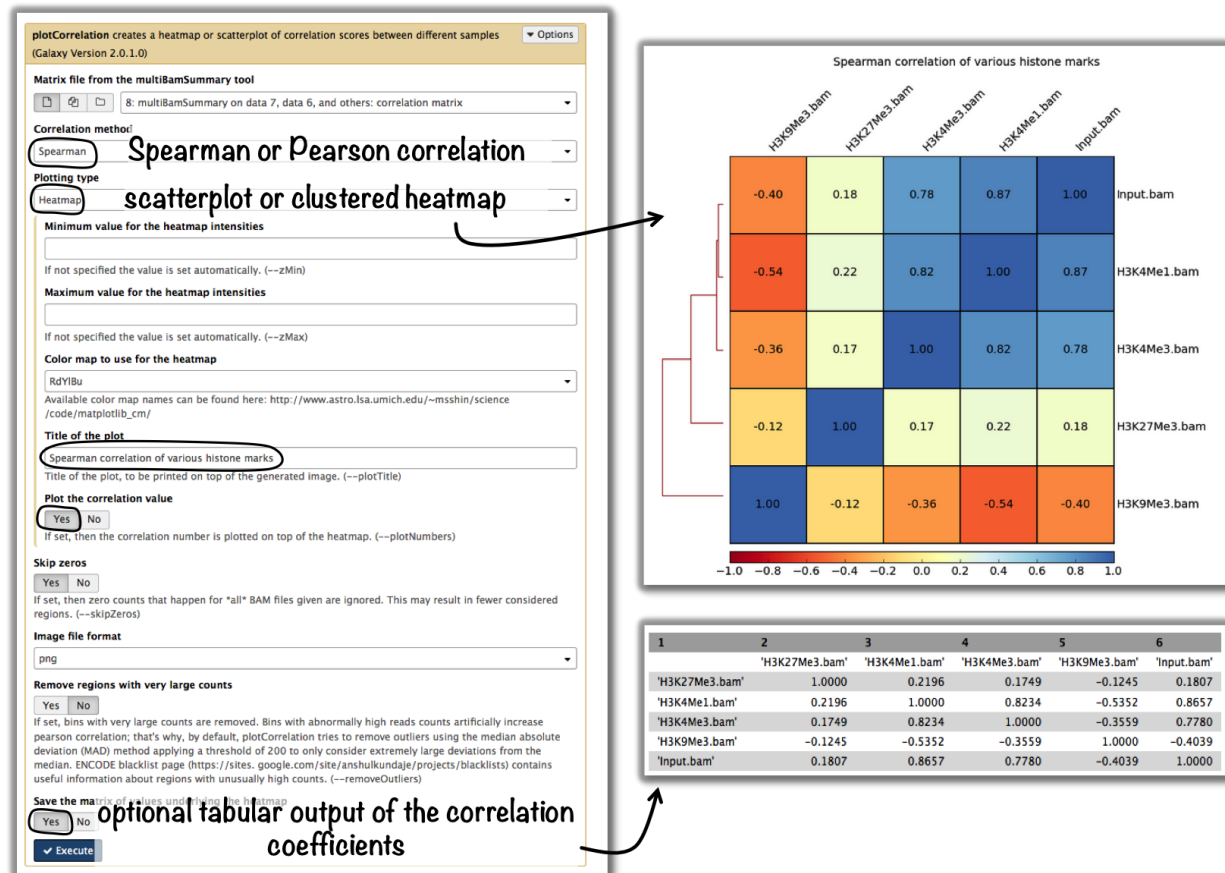 plotCorrelation creates a heatmap or scatterplot of correlation scores between different samples
(Galaxy Version 2.0.1.0)
Options
Matrix file from the multiBamSummary tool
8: multiBamSummary on data 7, data 6, and others: correlation matrix
Correlation method
Spearman
Spearman or Pearson correlation
Plotting type
Heatmap
scatterplot or clustered heatmap
Minimum value for the heatmap intensities
If not specified the value is set automatically. (--zMin)
Maximum value for the heatmap intensities
If not specified the value is set automatically. (--zMax)
Color map to use for the heatmap
RdYlBu
Available color map names can be found here: http://www.astro.lsa.umich.edu/~msshin/science
/code/matplotlib_cm/
Title of the plot
Spearman correlation of various histone marks
Title of the plot, to be printed on top of the generated image. (--plotTitle)
Plot the correlation value
Yes No
If set, then the correlation number is plotted on top of the heatmap. (--plotNumbers)
Skip zeros
Yes No
If set, then zero counts that happen for *all* BAM files given are ignored. This may result in fewer considered
regions. (--skipZeros)
Image file format
png
Remove regions with very large counts
Yes No
If set, bins with very large counts are removed. Bins with abnormally high reads counts artificially increase
pearson correlation; that's why, by default, plotCorrelation tries to remove outliers using the median absolute
deviation (MAD) method applying a threshold of 200 to only consider extremely large deviations from the
median. ENCODE blacklist page (https://sites. google.com/site/anshulkundaje/projects/blacklists) contains
useful information about regions with unusually high counts. (--removeOutliers)
Save the matrix of values underlying the heatmap
Yes No
optional tabular output of the correlation
coefficients
Execute
Spearman correlation of various histone marks
H3K9Me3.bam H3K27Me3.bam H3K4Me3.bam H3K4Me1.bam Input.bam
-0.40 0.18 0.78 0.87 1.00 Input.bam
-0.54 0.22 0.82 1.00 0.87 H3K4Me1.bam
-0.36 0.17 1.00 0.82 0.78 H3K4Me3.bam
-0.12 1.00 0.17 0.22 0.18 H3K27Me3.bam
1.00 -0.12 -0.36 -0.54 -0.40 H3K9Me3.bam
−1.0 −0.8 −0.6 −0.4 −0.2 0.0 0.2 0.4 0.6 0.8 1.0
1 2 3 4 5 6
'H3K27Me3.bam' 'H3K4Me1.bam' 'H3K4Me3.bam' 'H3K9Me3.bam' 'Input.bam'
'H3K27Me3.bam' 1.0000 0.2196 0.1749 −0.1245 0.1807
'H3K4Me1.bam' 0.2196 1.0000 0.8234 −0.5352 0.8657
'H3K4Me3.bam' 0.1749 0.8234 1.0000 −0.3559 0.7780
'H3K9Me3.bam' −0.1245 −0.5352 −0.3559 1.0000 −0.4039
'Input.bam' 0.1807 0.8657 0.7780 −0.4039 1.0000